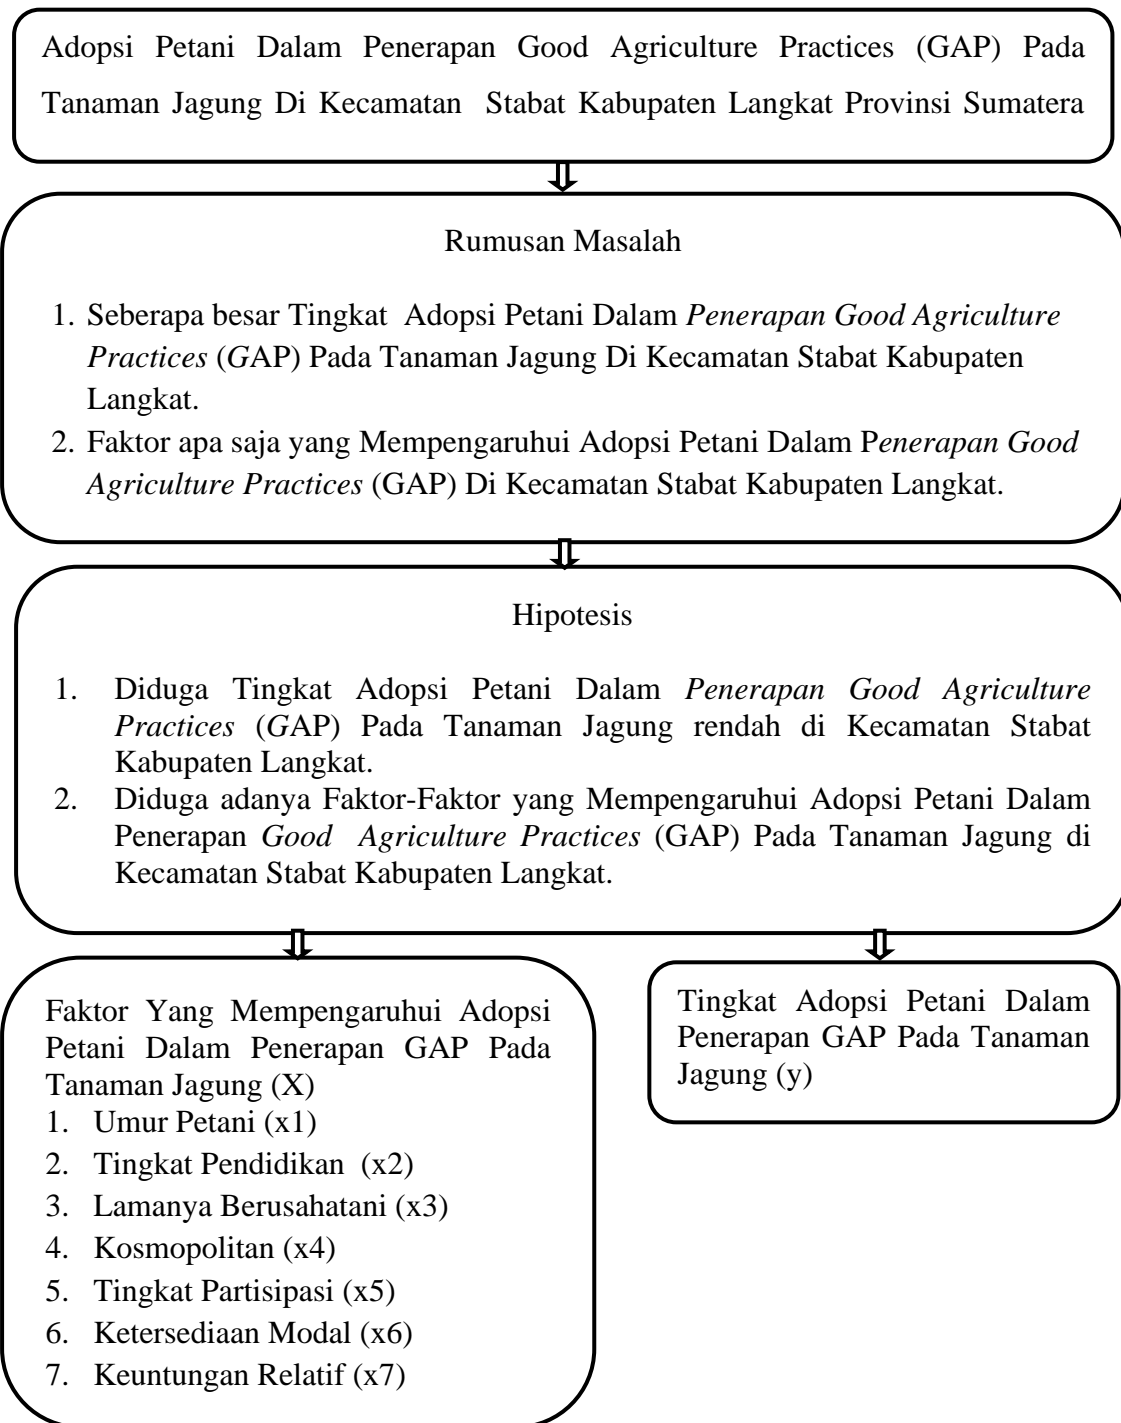 Adopsi Petani Dalam Penerapan Good Agriculture Practices (GAP) Pada
Tanaman Jagung Di Kecamatan Stabat Kabupaten Langkat Provinsi Sumatera
Rumusan Masalah
1. Seberapa besar Tingkat Adopsi Petani Dalam Penerapan Good Agriculture
Practices (GAP) Pada Tanaman Jagung Di Kecamatan Stabat Kabupaten
Langkat.
2. Faktor apa saja yang Mempengaruhui Adopsi Petani Dalam Penerapan Good
Agriculture Practices (GAP) Di Kecamatan Stabat Kabupaten Langkat.
Hipotesis
1. Diduga Tingkat Adopsi Petani Dalam Penerapan Good Agriculture
Practices (GAP) Pada Tanaman Jagung rendah di Kecamatan Stabat
Kabupaten Langkat.
2. Diduga adanya Faktor-Faktor yang Mempengaruhui Adopsi Petani Dalam
Penerapan Good Agriculture Practices (GAP) Pada Tanaman Jagung di
Kecamatan Stabat Kabupaten Langkat.
Faktor Yang Mempengaruhui Adopsi
Petani Dalam Penerapan GAP Pada
Tanaman Jagung (X)
1. Umur Petani (x1)
2. Tingkat Pendidikan (x2)
3. Lamanya Berusahatani (x3)
4. Kosmopolitan (x4)
5. Tingkat Partisipasi (x5)
6. Ketersediaan Modal (x6)
7. Keuntungan Relatif (x7)
Tingkat Adopsi Petani Dalam
Penerapan GAP Pada Tanaman
Jagung (y)